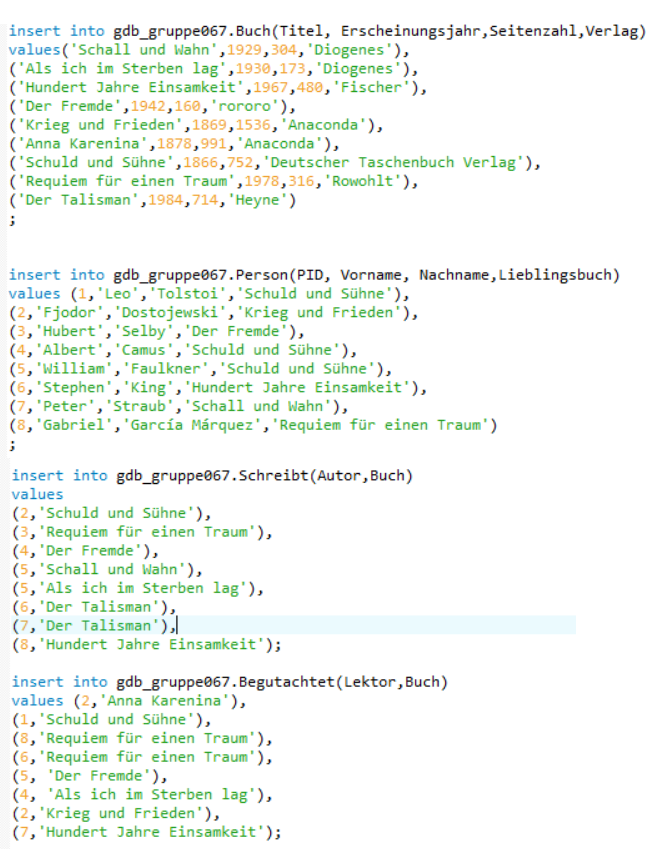 insert into gdb_gruppe067.Buch(Titel, Erscheinungsjahr,Seitenzahl,Verlag)
values('Schall und Wahn',1929,304,'Diogenes'),
('Als ich im Sterben lag',1930,173,'Diogenes'),
('Hundert Jahre Einsamkeit',1967,480,'Fischer'),
('Der Fremde',1942,160,'rororo'),
('Krieg und Frieden',1869,1536,'Anaconda'),
('Anna Karenina',1878,991,'Anaconda'),
('Schuld und Sühne',1866,752,'Deutscher Taschenbuch Verlag'),
('Requiem für einen Traum',1978,316,'Rowohlt'),
('Der Talisman',1984,714,'Heyne')
;
insert into gdb_gruppe067.Person(PID, Vorname, Nachname,Lieblingsbuch)
values (1,'Leo','Tolstoi','Schuld und Sühne'),
(2,'Fjodor','Dostojewski','Krieg und Frieden'),
(3,'Hubert','Selby','Der Fremde'),
(4,'Albert','Camus','Schuld und Sühne'),
(5,'William','Faulkner','Schuld und Sühne'),
(6,'Stephen','King','Hundert Jahre Einsamkeit'),
(7,'Peter','Straub','Schall und Wahn'),
(8,'Gabriel','García Márquez','Requiem für einen Traum')
;
insert into gdb_gruppe067.Schreibt(Autor,Buch)
values
(2,'Schuld und Sühne'),
(3,'Requiem für einen Traum'),
(4,'Der Fremde'),
(5,'Schall und Wahn'),
(5,'Als ich im Sterben lag'),
(6,'Der Talisman'),
(7,'Der Talisman'),
(8,'Hundert Jahre Einsamkeit');
insert into gdb_gruppe067.Begutachtet(Lektor,Buch)
values (2,'Anna Karenina'),
(1,'Schuld und Sühne'),
(8,'Requiem für einen Traum'),
(6,'Requiem für einen Traum'),
(5, 'Der Fremde'),
(4, 'Als ich im Sterben lag'),
(2,'Krieg und Frieden'),
(7,'Hundert Jahre Einsamkeit');